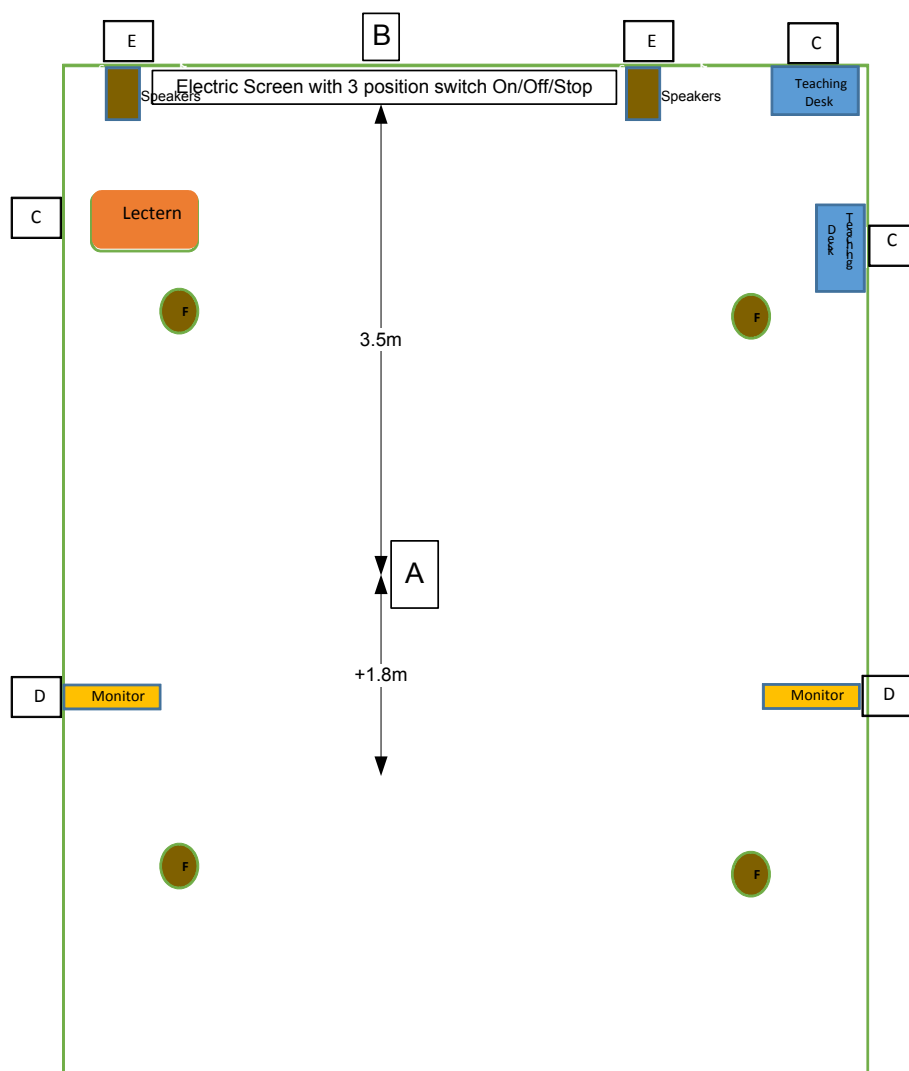 E
B
E
C
Electric Screen with 3 position switch On/Off/Stop
Speakers
Speakers
Teaching
Desk
C
Lectern
Teaching
Desk
C
F
F
3.5m
A
+1.8m
D
Monitor
Monitor
D
F
F